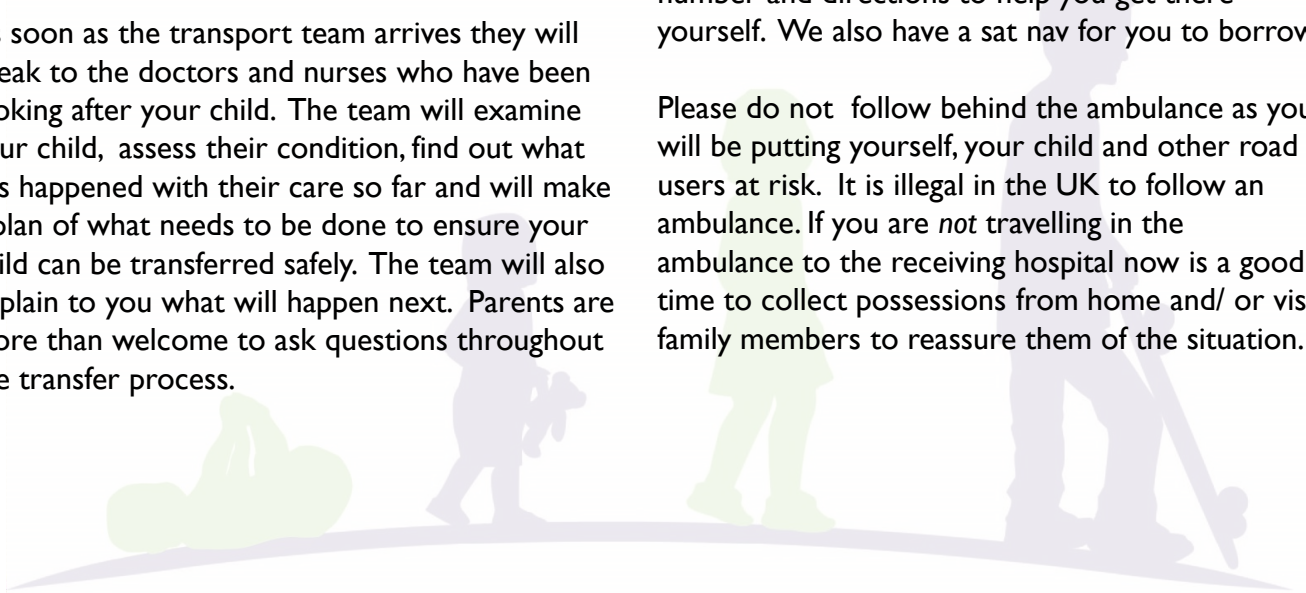 soon as the transport team arrives they will
eak to the doctors and nurses who have been
oking after your child. The team will examine
ur child, assess their condition, find out what
s happened with their care so far and will make
plan of what needs to be done to ensure your
ild can be transferred safely. The team will also
plain to you what will happen next. Parents are
ore than welcome to ask questions throughout
e transfer process.
number and directions to help you get there
yourself. We also have a sat nav for you to borrow
Please do not follow behind the ambulance as you
will be putting yourself, your child and other road
users at risk. It is illegal in the UK to follow an
ambulance. If you are not travelling in the
ambulance to the receiving hospital now is a good
time to collect possessions from home and/ or vis
family members to reassure them of the situation.